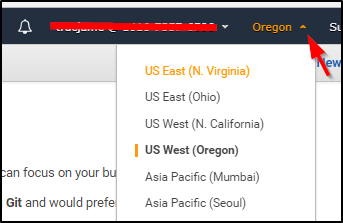 Oregon Su
US East (N. Virginia)
New
US East (Ohio)
US West (N. California)
US West (Oregon)
can focus on your bu
Asia Pacific (Mumbai)
Git and would prefe
Asia Pacific (Seoul)